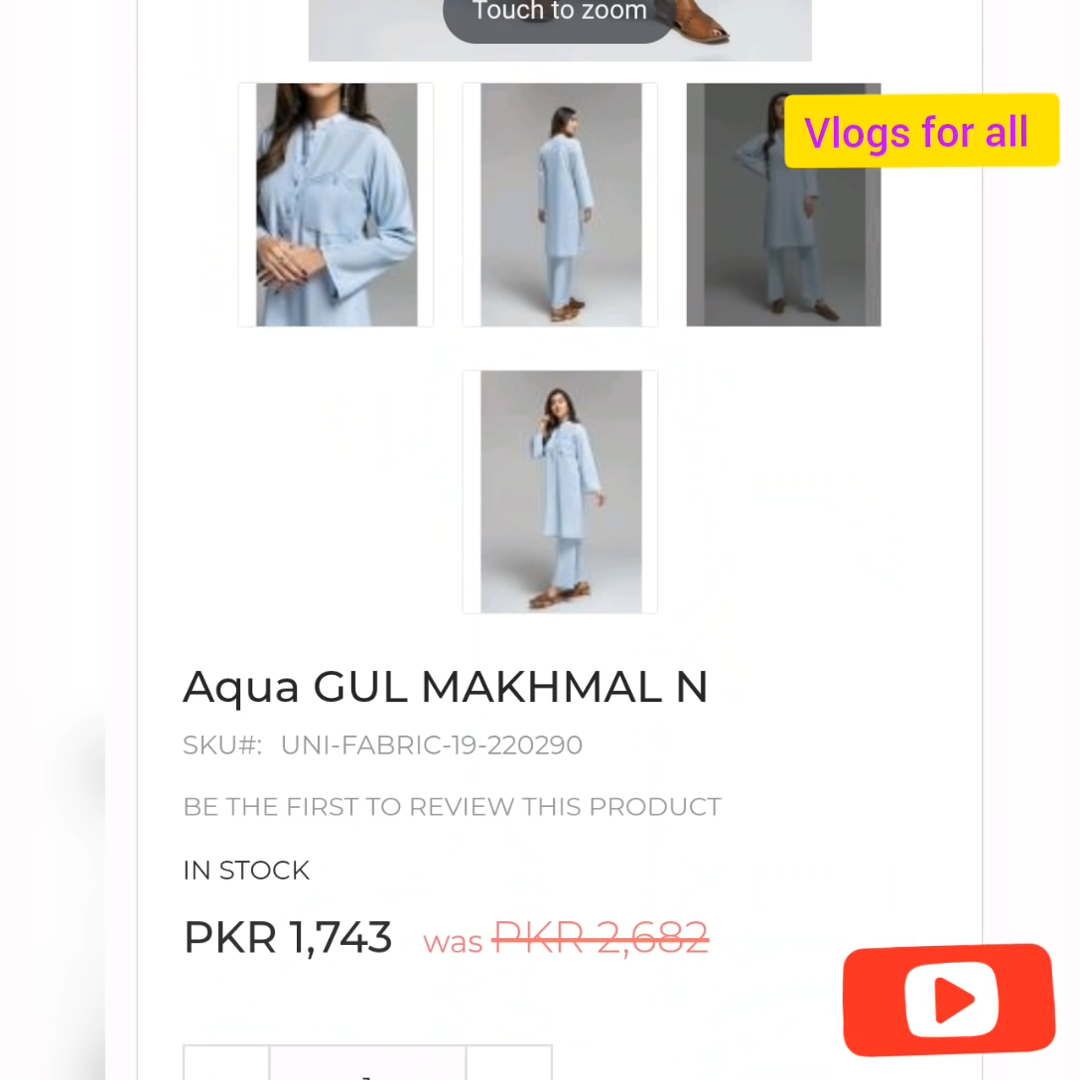 Touch to zoom
Vlogs for all
Aqua GUL MAKHMAL N
SKU#: UNI-FABRIC-19-220290
BE THE FIRST TO REVIEW THIS PRODUCT
IN STOCK
PKR 1,743 was PKR 2,682